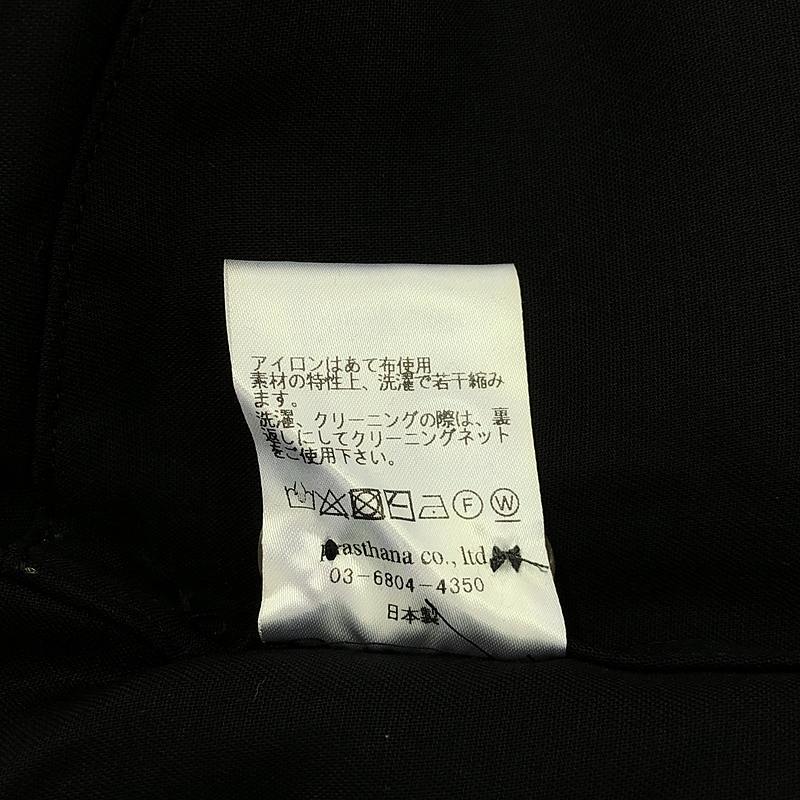 アイロンはあて布使用
素材の特性上、洗濯で若干縮み
ます。
洗濯、クリーニングの際は、裏
返しにしてクリーニングネット
をご使用下さい。
F W
prasthana co., ltd
03-6804-4350
日本製